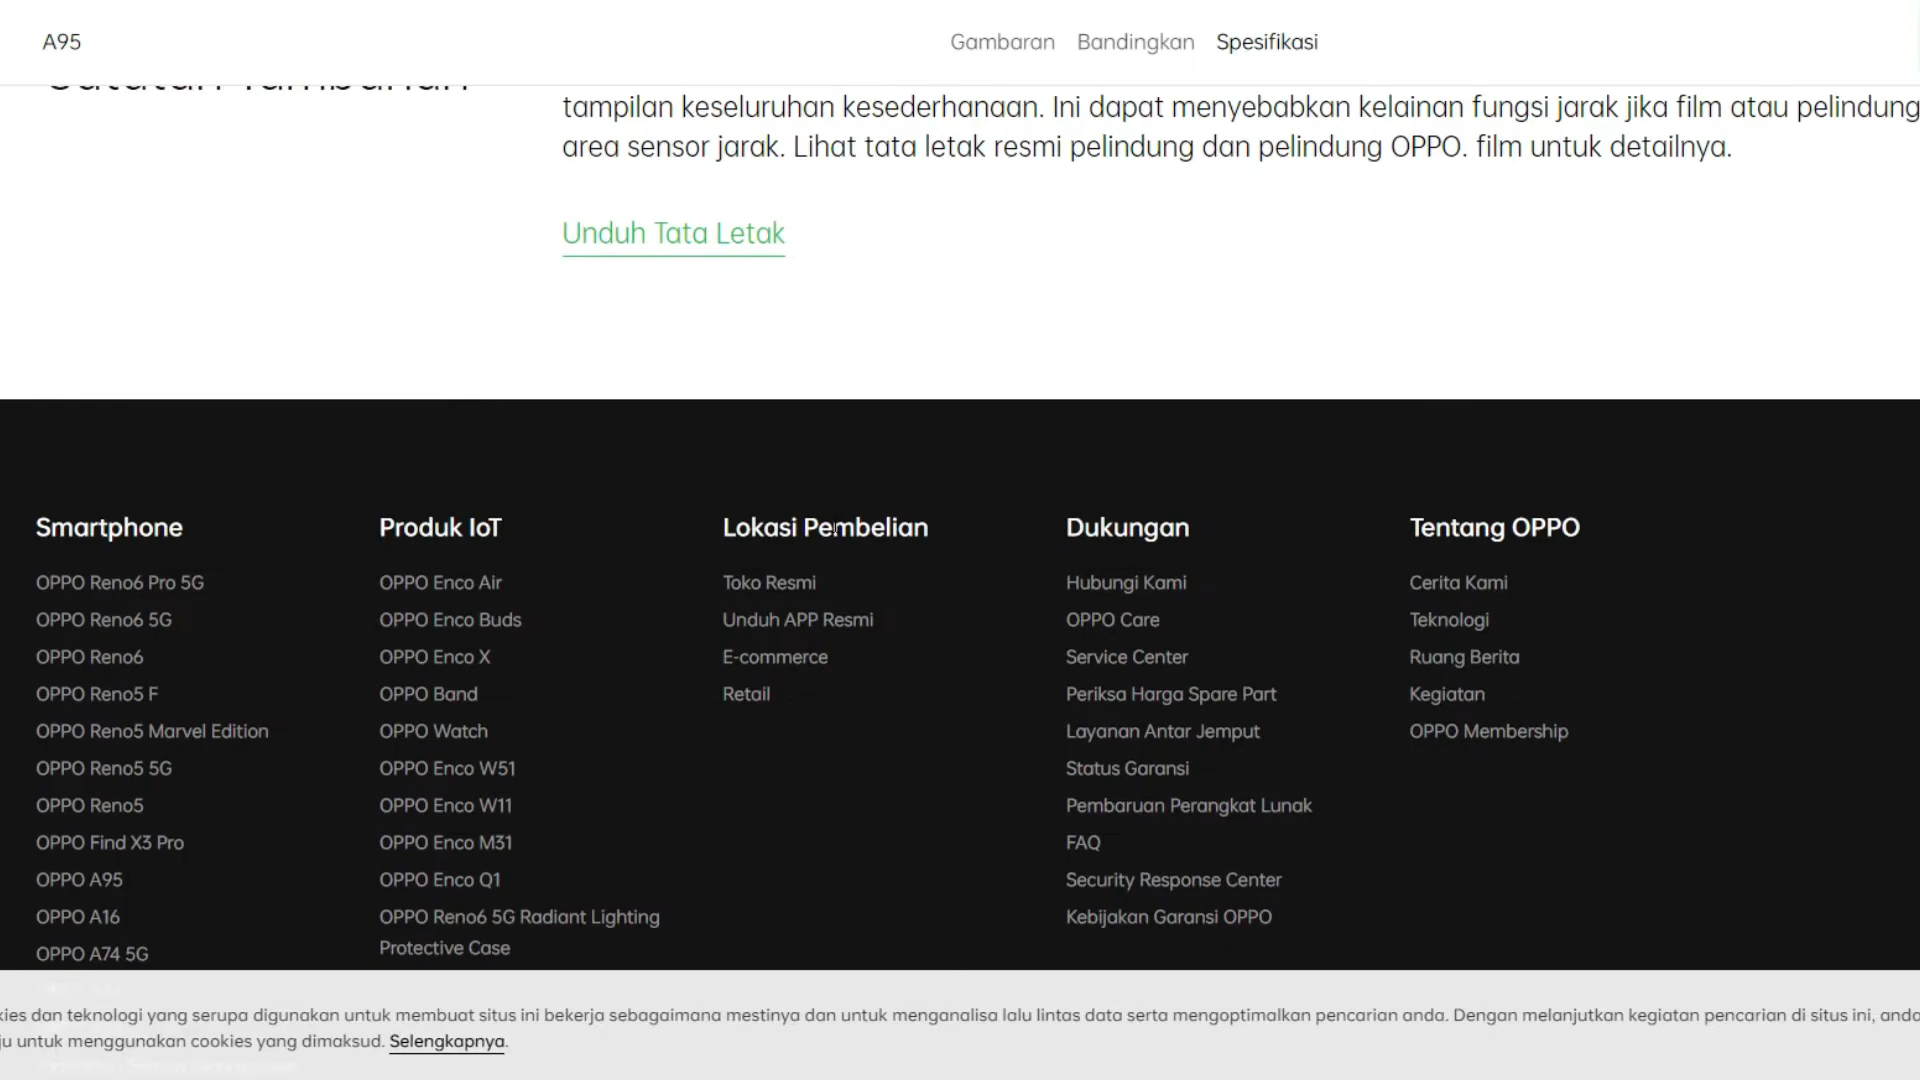 A95
Gambaran
Bandingkan
Spesifikasi
tampilan keseluruhan kesederhanaan. Ini dapat menyebabkan kelainan fungsi jarak jika film atau pelindung
area sensor jarak. Lihat tata letak resmi pelindung dan pelindung OPPO. film untuk detailnya.
Unduh Tata Letak
Smartphone
OPPO Reno6 Pro 5G
OPPO Reno6 5G
OPPO Reno6
OPPO Reno5 F
OPPO Reno5 Marvel Edition
OPPO Reno5 5G
OPPO Reno5
OPPO Find X3 Pro
OPPO A95
OPPO A16
OPPO A74 5G
Produk IoT
OPPO Enco Air
OPPO Enco Buds
OPPO Enco X
OPPO Band
OPPO Watch
OPPO Enco W51
OPPO Enco W11
OPPO Enco M31
OPPO Enco Q1
OPPO Reno6 5G Radiant Lighting
Protective Case
Lokasi Pembelian
Toko Resmi
Unduh APP Resmi
E-commerce
Retail
Dukungan
Hubungi Kami
OPPO Care
Service Center
Periksa Harga Spare Part
Layanan Antar Jemput
Status Garansi
Pembaruan Perangkat Lunak
FAQ
Security Response Center
Kebijakan Garansi OPPO
Tentang OPPO
Cerita Kami
Teknologi
Ruang Berita
Kegiatan
OPPO Membership
dan teknologi yang serupa digunakan untuk membuat situs ini bekerja sebagaimana mestinya dan untuk menganalisa lalu lintas data serta mengoptimalkan pencarian anda. Dengan melanjutkan kegiatan pencarian di situs ini, anda
untuk menggunakan cookies yang dimaksud. Selengkapnya.